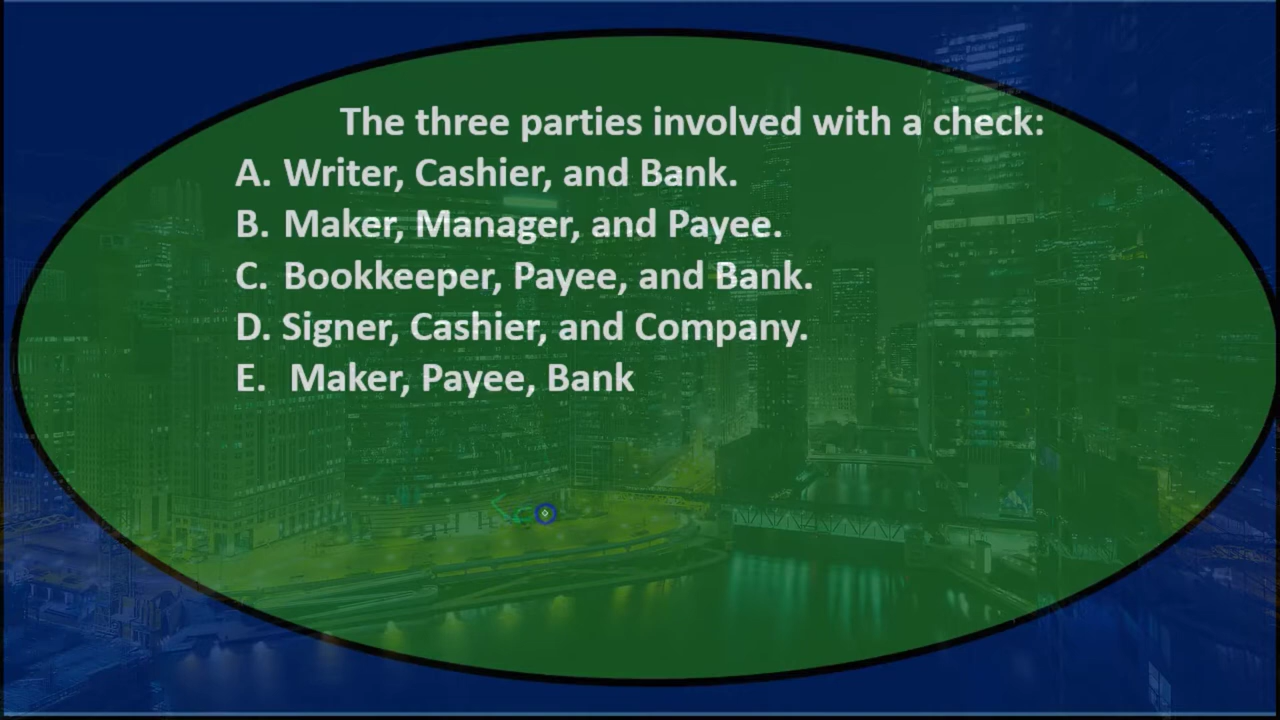 The three parties involved with a check:
A. Writer, Cashier, and Bank.
B. Maker, Manager, and Payee.
C. Bookkeeper, Payee, and Bank.
D. Signer, Cashier, and Company.
E. Maker, Payee, Bank